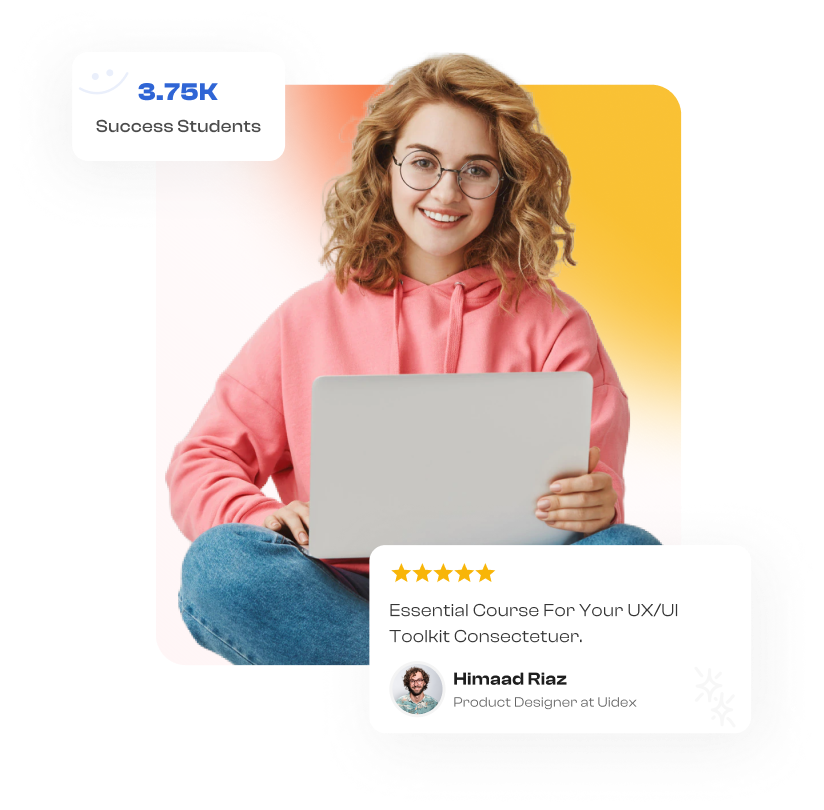 3.75K
Success Students
Essential Course For Your UX/UI
Toolkit Consectetuer.
Himaad Riaz
Product Designer at Uidex